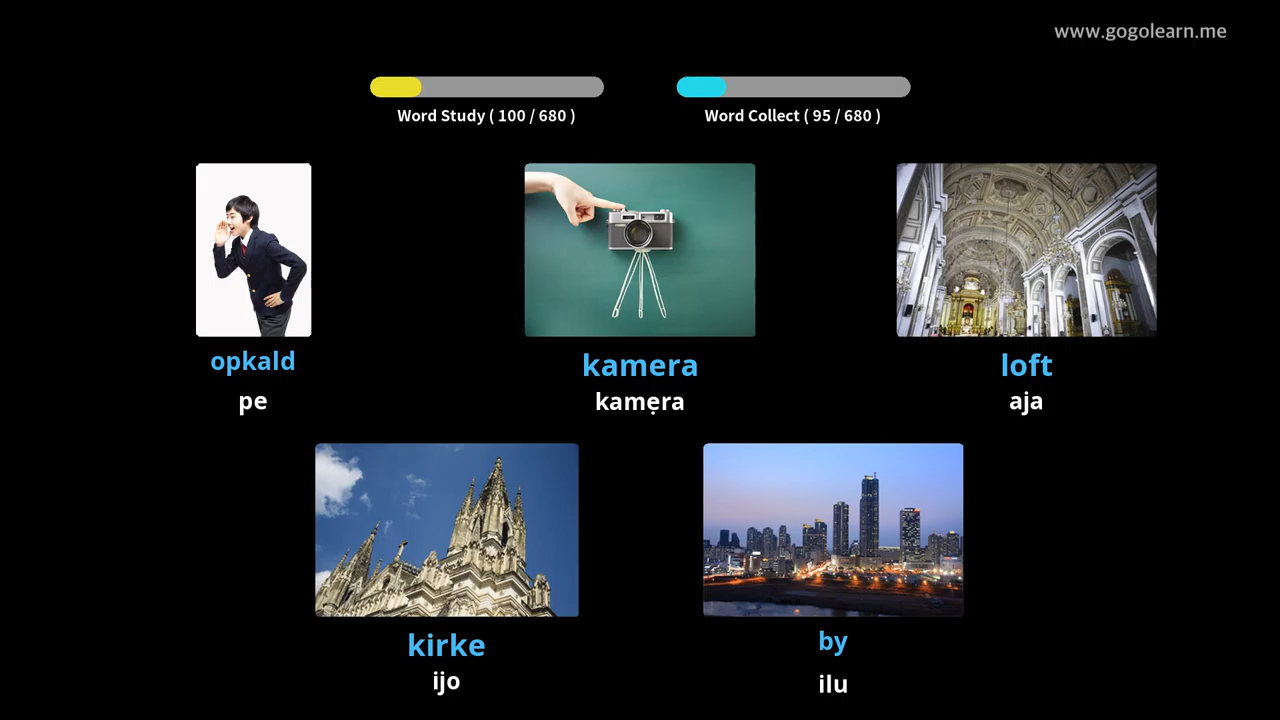 www.gogolearn.me
Word Study ( 100 / 680 )
Word Collect ( 95 / 680 )
opkald
kamera
loft
pe
kamẹra
aja
kirke
by
ijo
ilu